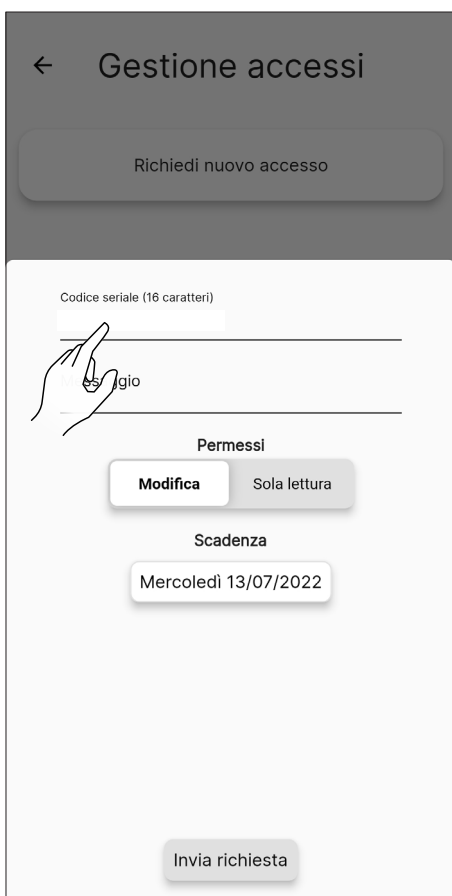 Gestione accessi
Richiedi nuovo accesso
Codice seriale (16 caratteri)
Messaggio
Permessi
Modifica Sola lettura
Scadenza
Mercoledì 13/07/2022
Invia richiesta